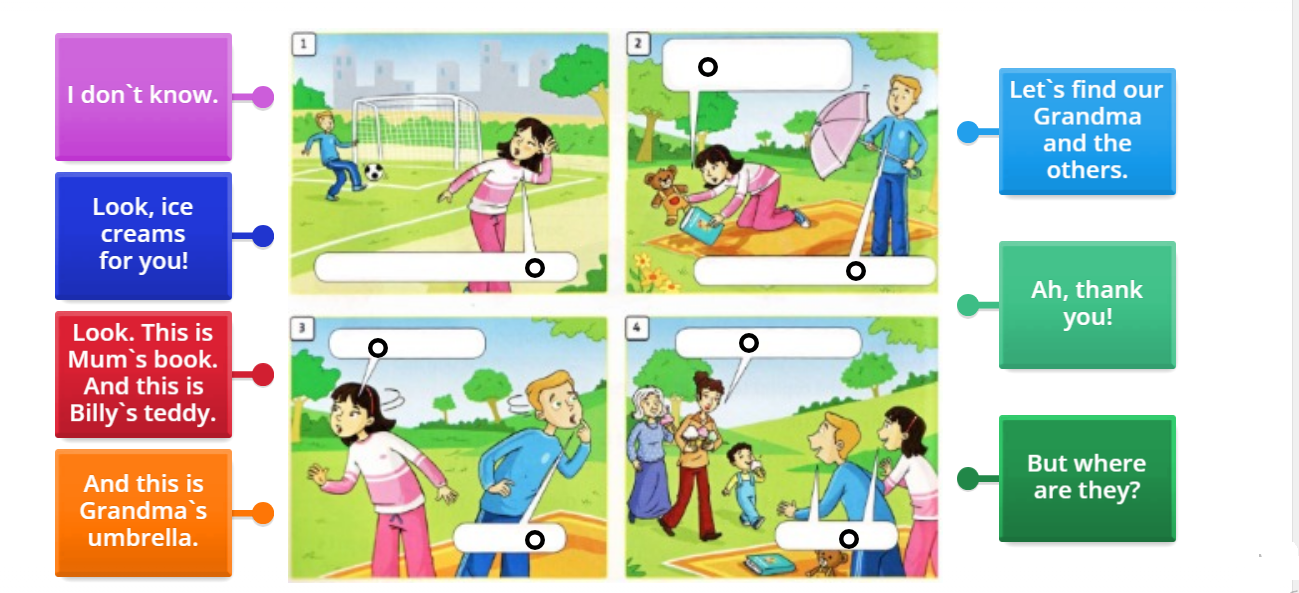 I don`t know.
Look, ice
creams
for you!
Look. This is
Mum`s book.
And this is
Billy`s teddy.
And this is
Grandma`s
umbrella.
1
2
3
4
Let`s find our
Grandma
and the
others.
Ah, thank
you!
But where
are they?